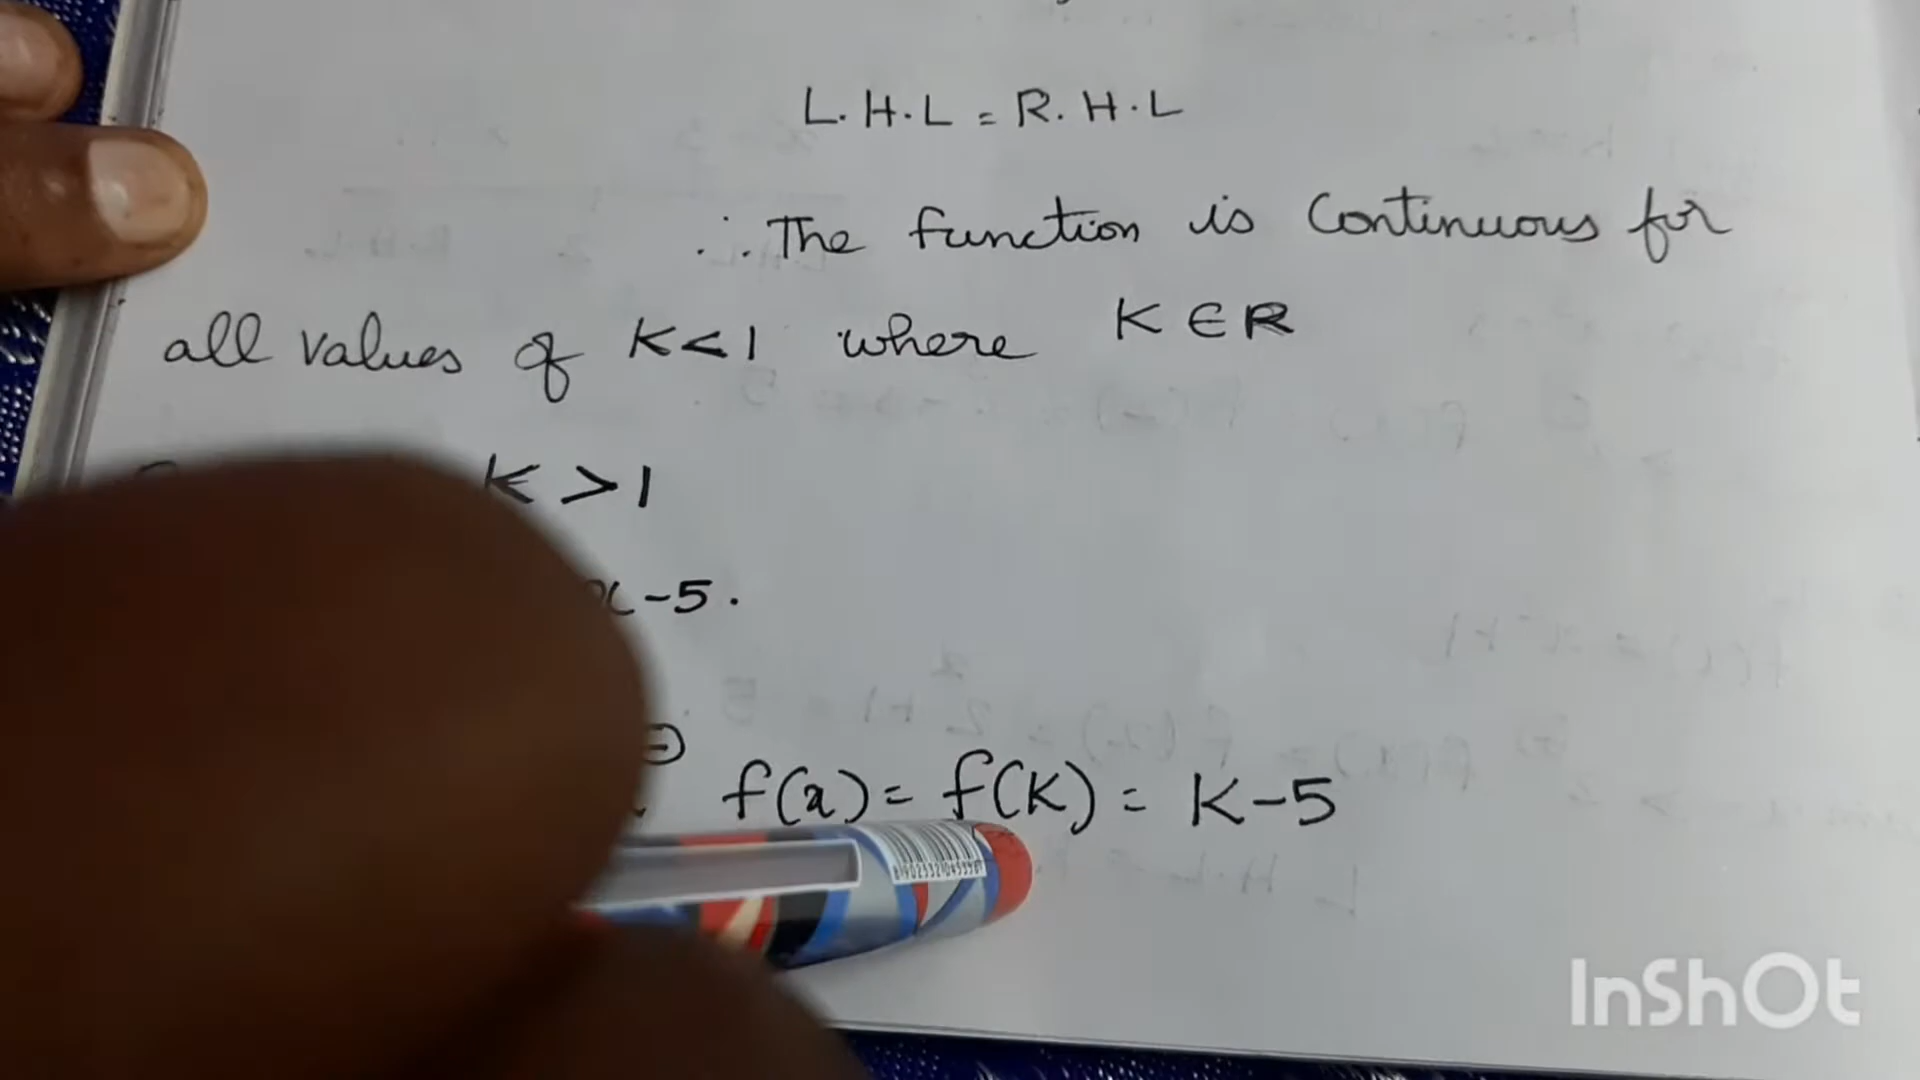 L.H.L = R.H.L
∴ The function is Continuous for
all values of K<1 where K∈R
K > 1
x-5.
f(x) = f(K) = K-5
InShOt